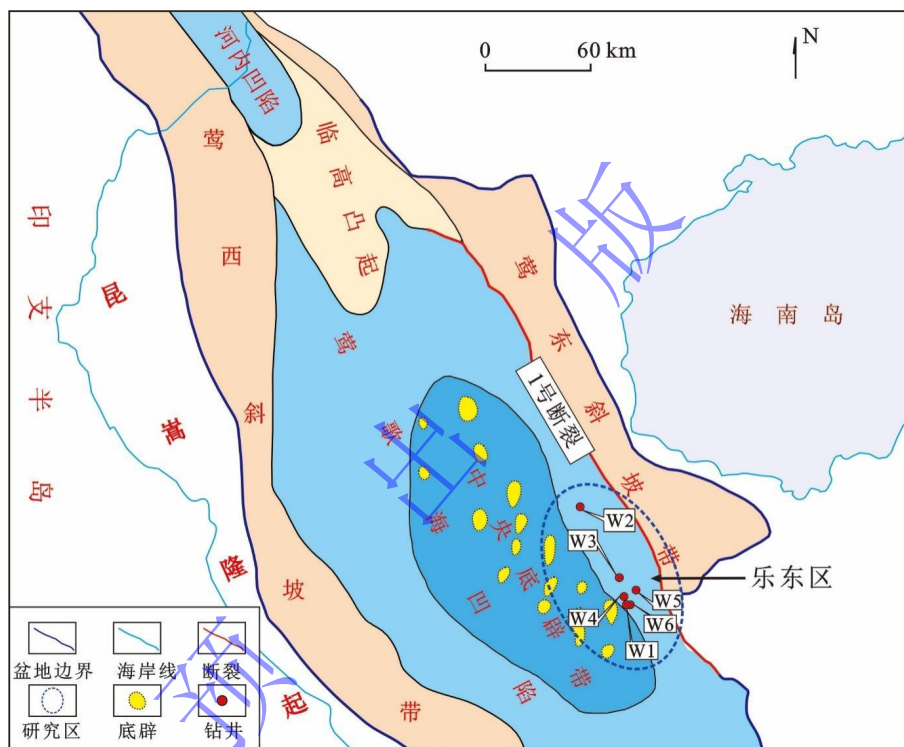 0 60 km
N
河内凹陷
临高凸起
莺西斜坡带
莺东斜坡带
印支半岛
昆嵩隆起
海南岛
莺歌海凹陷
中央底辟带
1号断裂
W2
W3
W5
W4
W6
W1
乐东区
盆地边界 海岸线 断裂
研究区 底辟 钻井
预出版